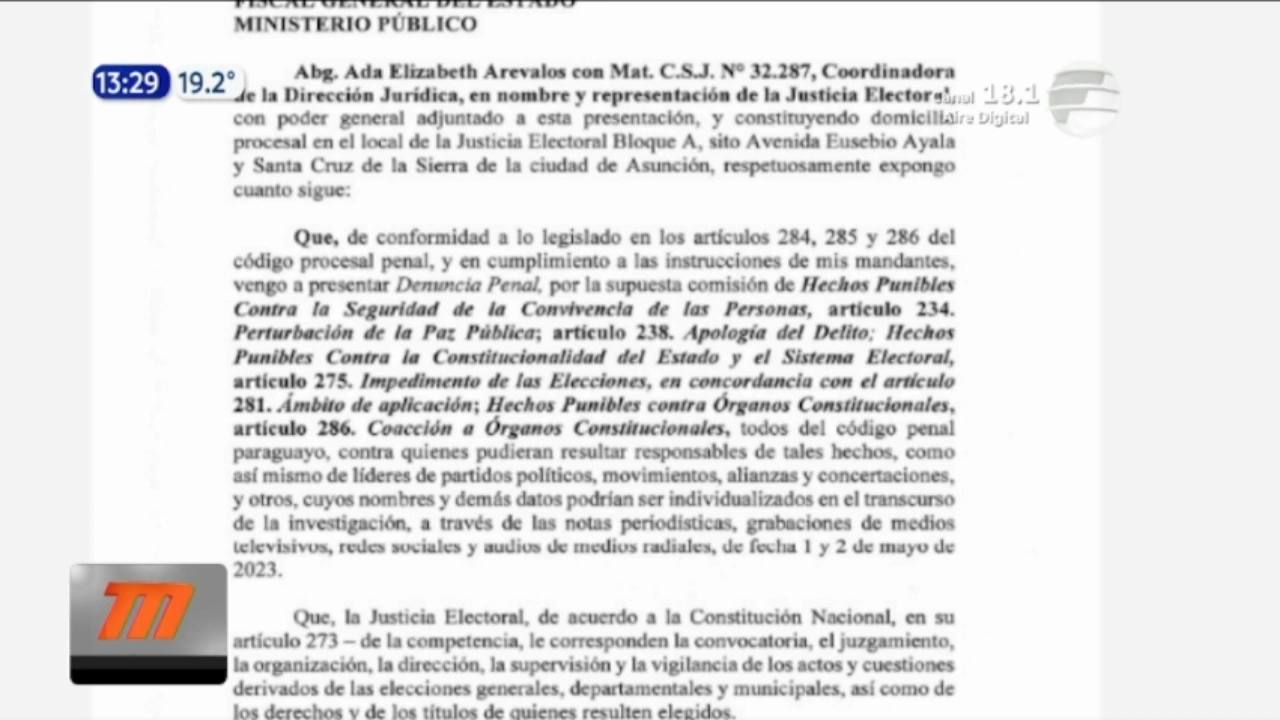 FISCAL GENERAL DEL ESTADO
MINISTERIO PÚBLICO
13:29 19.2°
Canal 18.1
Aire Digital
Abg. Ada Elizabeth Arevalos con Mat. C.S.J. Nº 32.287, Coordinadora
de la Dirección Jurídica, en nombre y representación de la Justicia Electoral,
con poder general adjuntado a esta presentación, y constituyendo domicilio
procesal en el local de la Justicia Electoral Bloque A, sito Avenida Eusebio Ayala
y Santa Cruz de la Sierra de la ciudad de Asunción, respetuosamente expongo
cuanto sigue:
Que, de conformidad a lo legislado en los artículos 284, 285 y 286 del
código procesal penal, y en cumplimiento a las instrucciones de mis mandantes,
vengo a presentar Denuncia Penal, por la supuesta comisión de Hechos Punibles
Contra la Seguridad de la Convivencia de las Personas, artículo 234.
Perturbación de la Paz Pública; artículo 238. Apología del Delito; Hechos
Punibles Contra la Constitucionalidad del Estado y el Sistema Electoral,
artículo 275. Impedimento de las Elecciones, en concordancia con el artículo
281. Ámbito de aplicación; Hechos Punibles contra Órganos Constitucionales,
artículo 286. Coacción a Órganos Constitucionales, todos del código penal
paraguayo, contra quienes pudieran resultar responsables de tales hechos, como
así mismo de líderes de partidos políticos, movimientos, alianzas y concertaciones,
y otros, cuyos nombres y demás datos podrían ser individualizados en el transcurso
de la investigación, a través de las notas periodísticas, grabaciones de medios
televisivos, redes sociales y audios de medios radiales, de fecha 1 y 2 de mayo de
2023.
Que, la Justicia Electoral, de acuerdo a la Constitución Nacional, en su
artículo 273 – de la competencia, le corresponden la convocatoria, el juzgamiento,
la organización, la dirección, la supervisión y la vigilancia de los actos y cuestiones
derivados de las elecciones generales, departamentales y municipales, así como de
los derechos y de los títulos de quienes resulten elegidos.
m